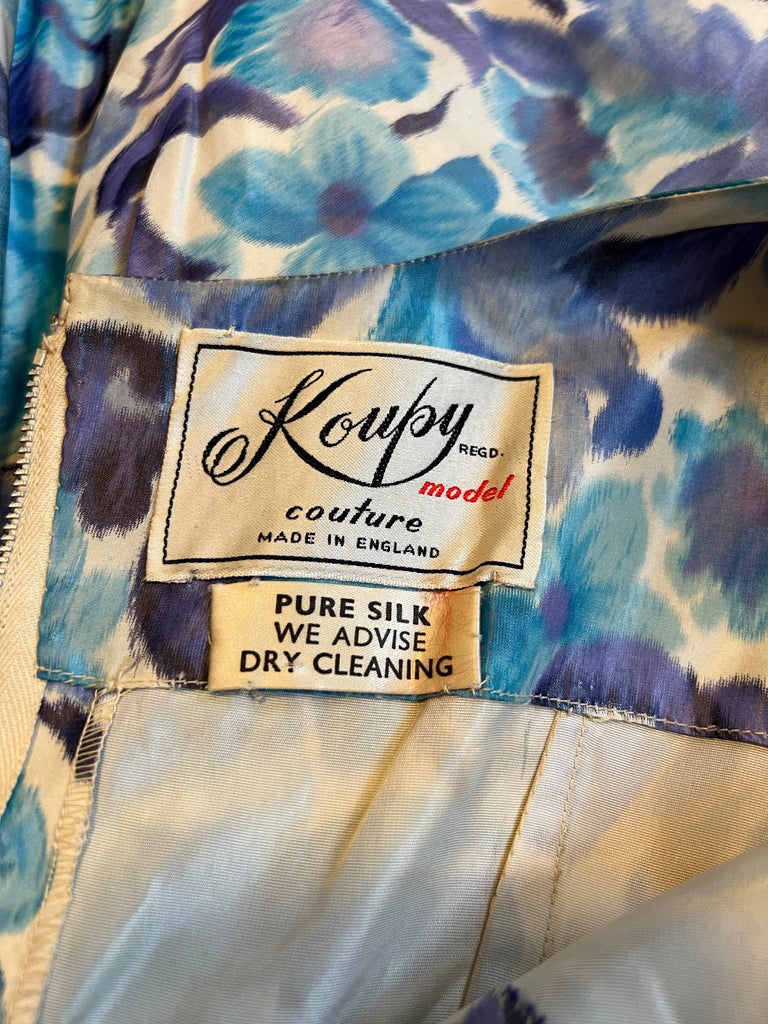 Koupy REGD.
model
couture
MADE IN ENGLAND
PURE SILK
WE ADVISE
DRY CLEANING